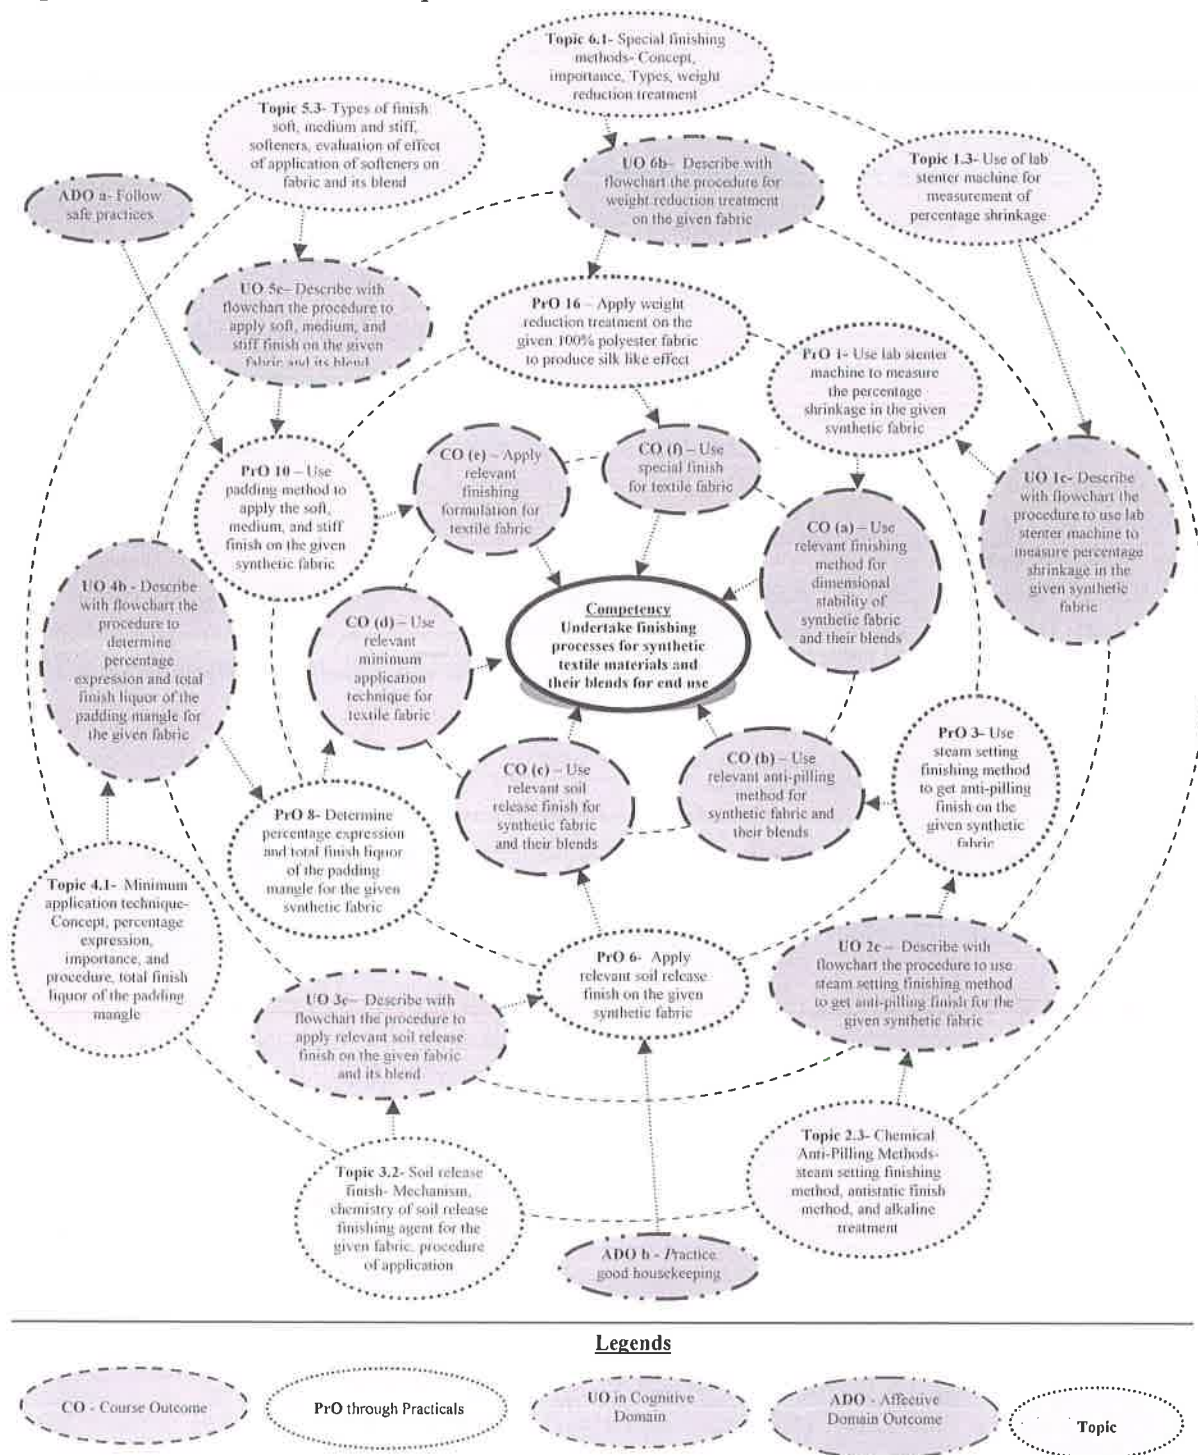 Topic 6.1- Special finishing
methods- Concept,
importance, Types, weight
reduction treatment
Topic 5.3- Types of finish
soft, medium and stiff,
softeners, evaluation of effect
of application of softeners on
fabric and its blend
UO 6b– Describe with
flowchart the procedure for
weight reduction treatment
on the given fabric
Topic 1.3- Use of lab
stenter machine for
measurement of
percentage shrinkage
ADO a- Follow
safe practices
UO 5c– Describe with
flowchart the procedure to
apply soft, medium, and
stiff finish on the given
fabric and its blend
PrO 16 – Apply weight
reduction treatment on the
given 100% polyester fabric
to produce silk like effect
PrO 1- Use lab stenter
machine to measure
the percentage
shrinkage in the given
synthetic fabric
PrO 10 – Use
padding method to
apply the soft,
medium, and stiff
finish on the given
synthetic fabric
CO (e) – Apply
relevant
finishing
formulation for
textile fabric
CO (f) – Use
special finish
for textile fabric
CO (a) – Use
relevant finishing
method for
dimensional
stability of
synthetic fabric
and their blends
UO 1c- Describe
with flowchart the
procedure to use lab
stenter machine to
measure percentage
shrinkage in the
given synthetic
fabric
UO 4b - Describe
with flowchart the
procedure to
determine
percentage
expression and total
finish liquor of the
padding mangle for
the given fabric
CO (d) – Use
relevant
minimum
application
technique for
textile fabric
Competency
Undertake finishing
processes for synthetic
textile materials and
their blends for end use
PrO 3- Use
steam setting
finishing method
to get anti-pilling
finish on the
given synthetic
fabric
CO (c) – Use
relevant soil
release finish for
synthetic fabric
and their blends
CO (b) – Use
relevant anti-pilling
method for
synthetic fabric and
their blends
PrO 8- Determine
percentage expression
and total finish liquor
of the padding
mangle for the given
synthetic fabric
Topic 4.1- Minimum
application technique-
Concept, percentage
expression,
importance, and
procedure, total finish
liquor of the padding
mangle
PrO 6- Apply
relevant soil release
finish on the given
synthetic fabric
UO 2c – Describe with
flowchart the procedure to use
steam setting finishing method
to get anti-pilling finish for the
given synthetic fabric
UO 3c– Describe with
flowchart the procedure to
apply relevant soil release
finish on the given fabric
and its blend
Topic 3.2- Soil release
finish- Mechanism,
chemistry of soil release
finishing agent for the
given fabric, procedure
of application
Topic 2.3- Chemical
Anti-Pilling Methods-
steam setting finishing
method, antistatic finish
method, and alkaline
treatment
ADO b - Practice
good housekeeping
Legends
CO - Course Outcome
PrO through Practicals
UO in Cognitive
Domain
ADO - Affective
Domain Outcome
Topic